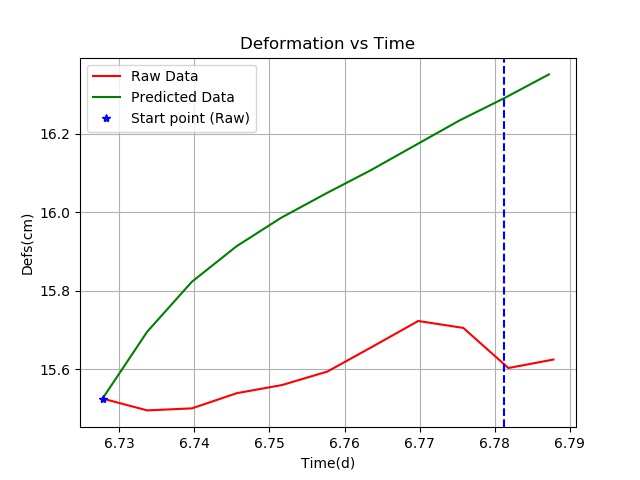 Deformation vs Time
Raw Data
Predicted Data
Start point (Raw)
Defs(cm)
16.2
16.0
15.8
15.6
6.73 6.74 6.75 6.76 6.77 6.78 6.79
Time(d)